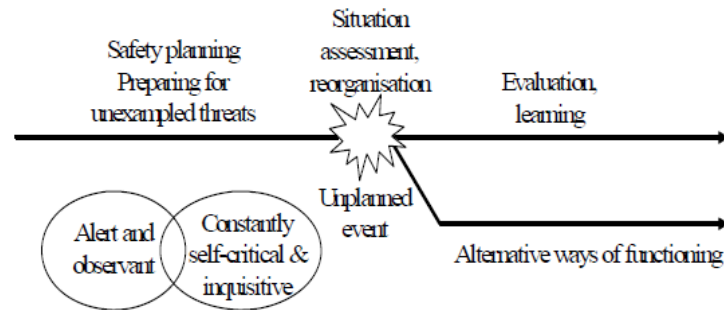 Safety planning
Preparing for
unexampled threats
Situation
assessment,
reorganisation
Evaluation,
learning
Unplanned
event
Alert and
observant
Constantly
self-critical &
inquisitive
Alternative ways of functioning